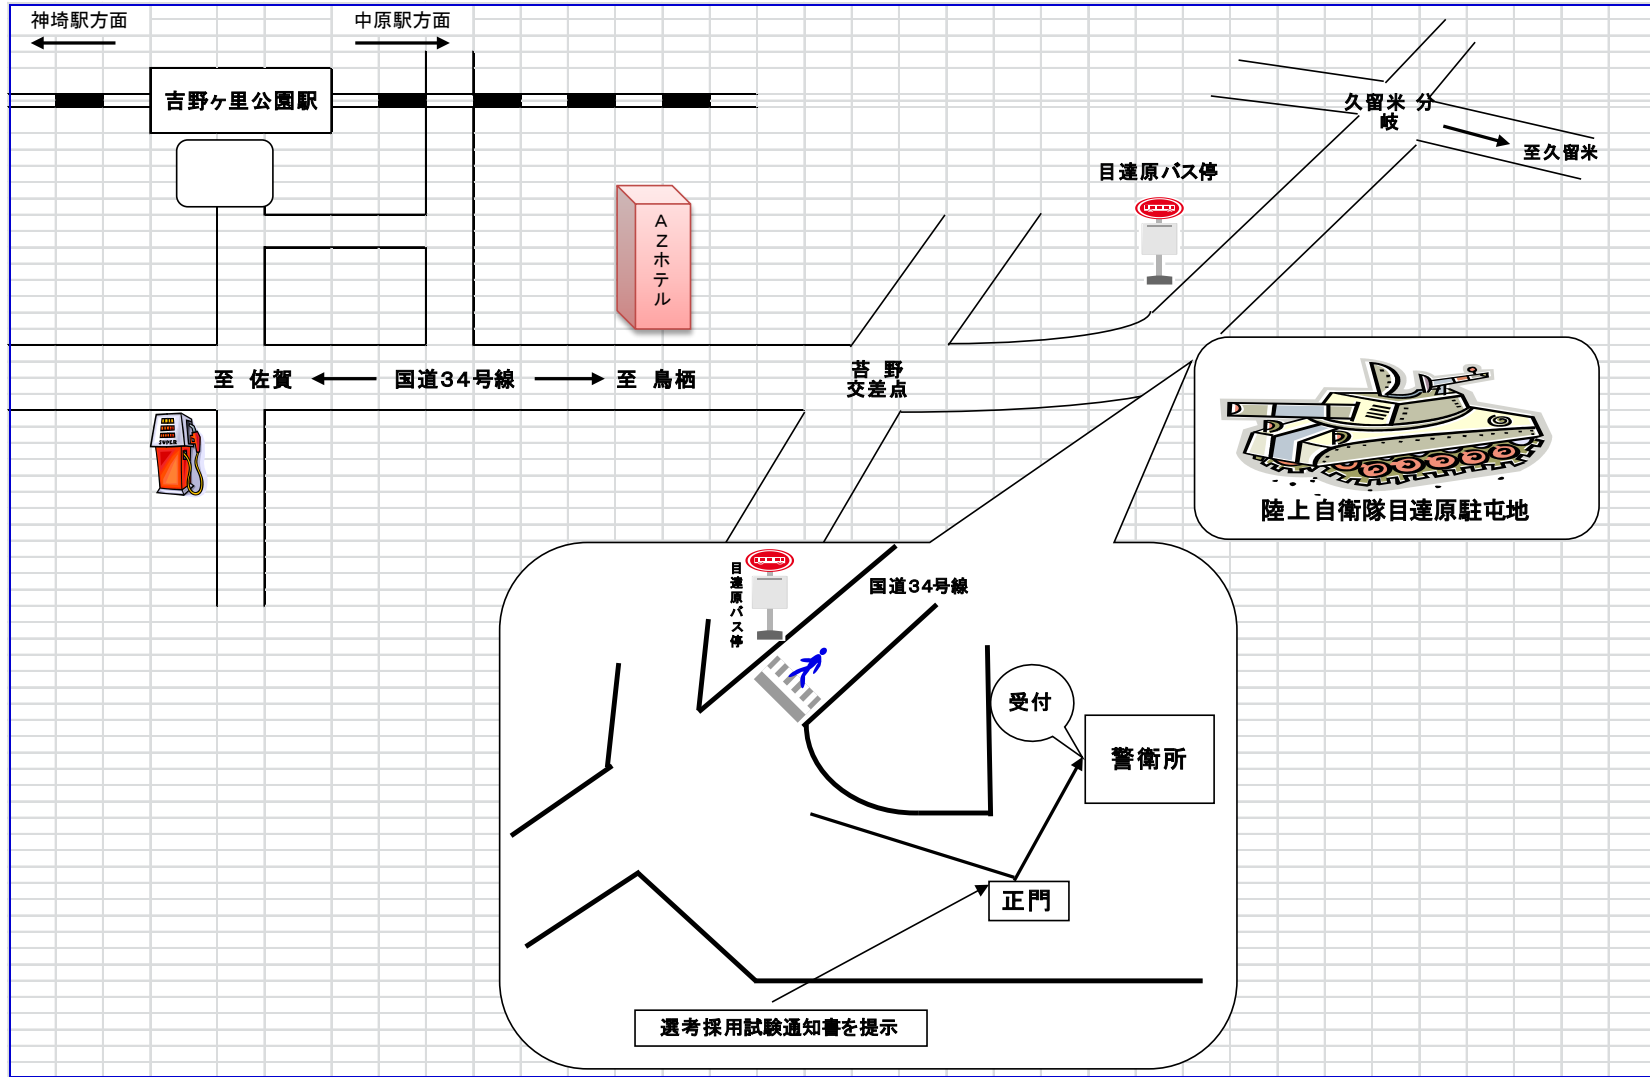 神埼駅方面
中原駅方面
吉野ヶ里公園駅
久留米 分
岐
至久留米
目達原バス停
AZホテル
至 佐賀
国道34号線
至 鳥栖
苔 野
交差点
SUPER
陸上自衛隊目達原駐屯地
目達原バス停
国道34号線
受付
警衛所
正門
選考採用試験通知書を提示